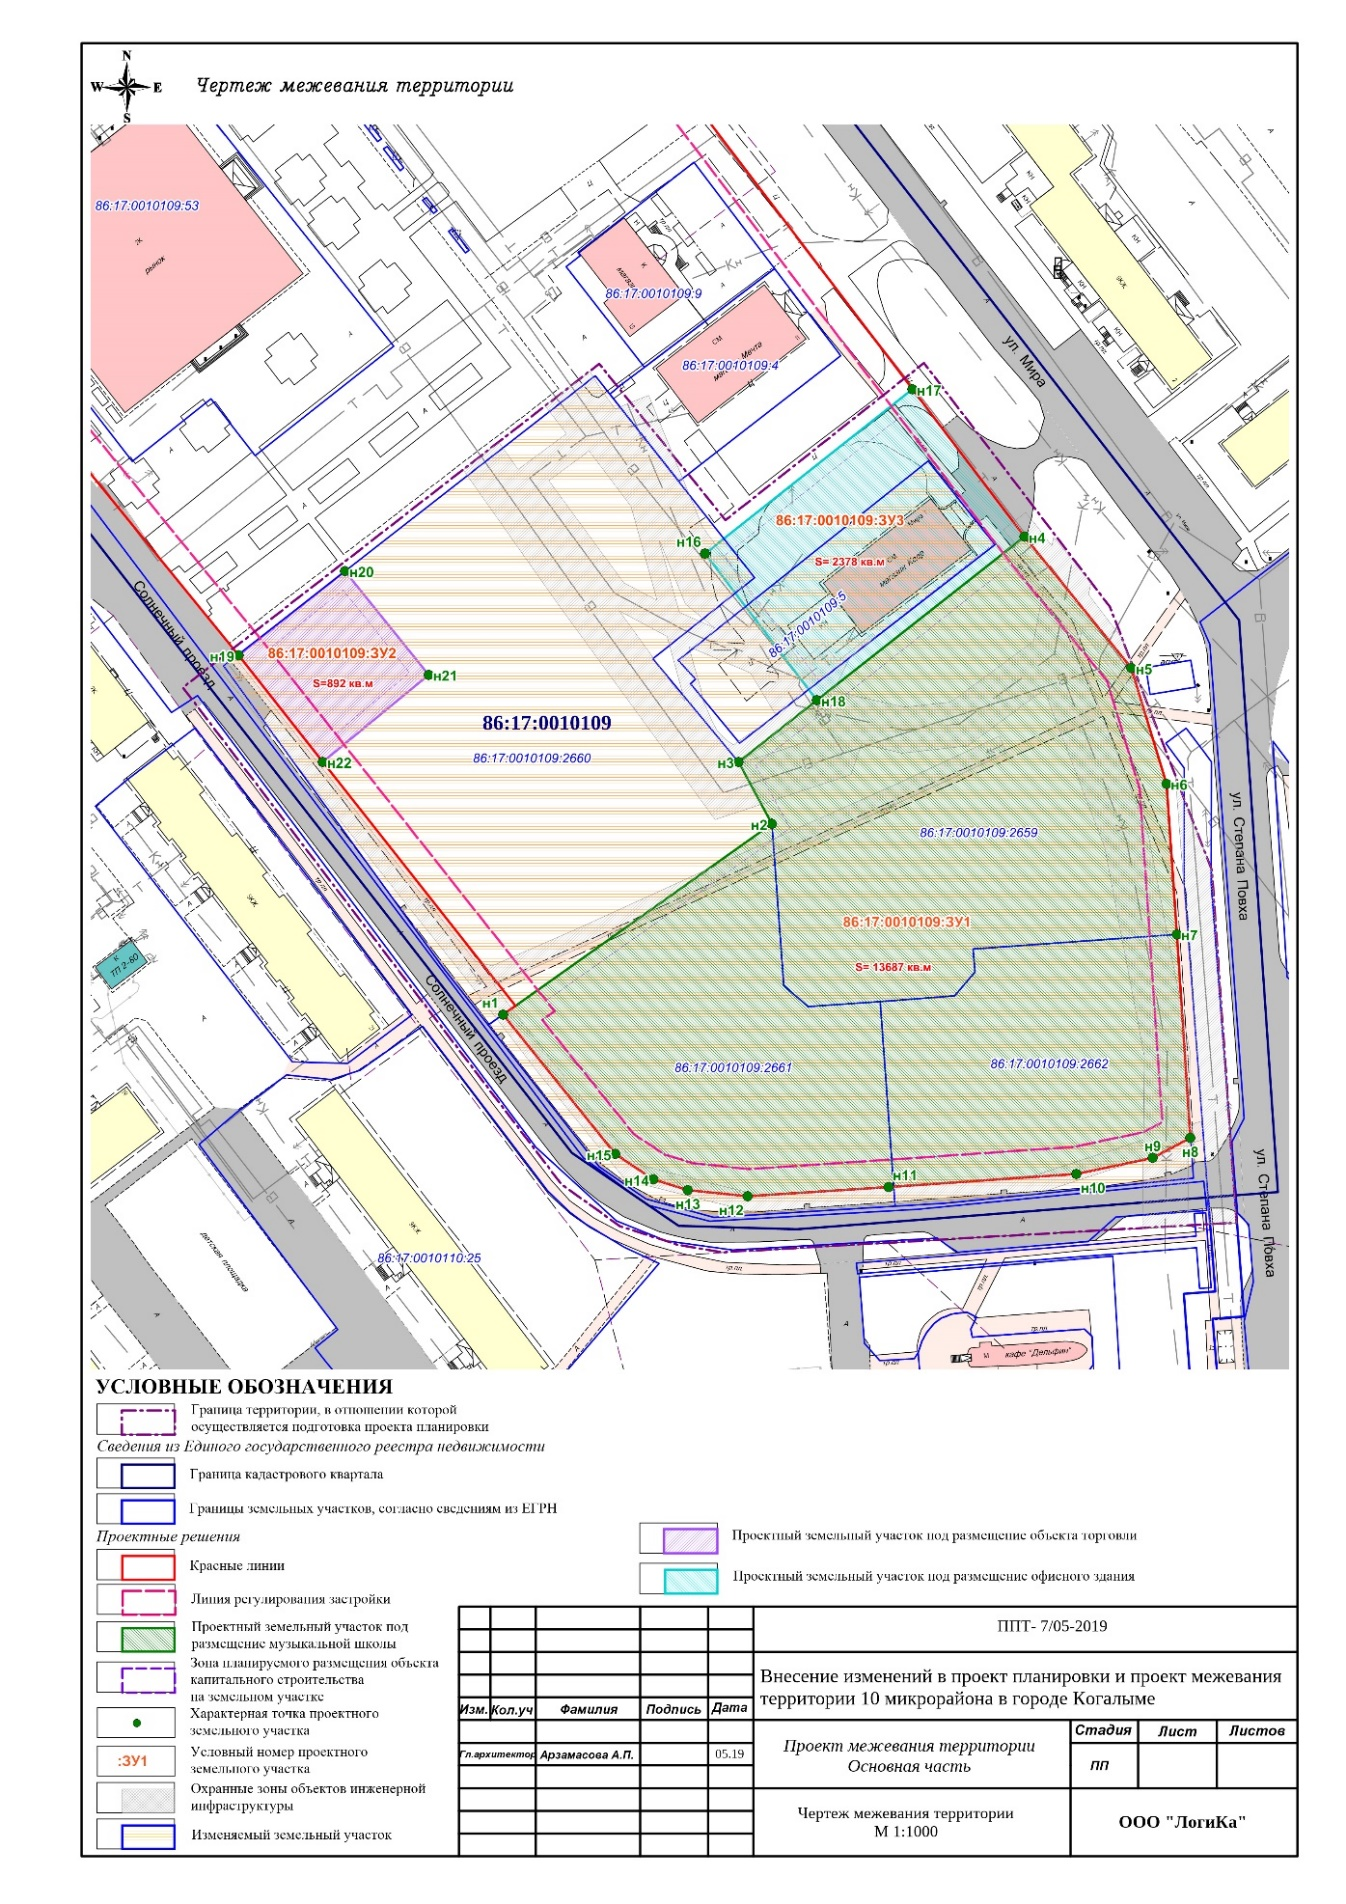 N
W E
S
Чертеж межевания территории
86:17:0010109:53
2К
рынок
86:17:0010109:9
86:17:0010109:4
Мечта
ул. Мира
н17
86:17:0010109:ЗУ3
н16
н4
S= 2378 кв.м
н20
86:17:0010109:5
Солнечный проезд
н19
86:17:0010109:ЗУ2
н21
н5
S=892 кв.м
н18
86:17:0010109
н22
86:17:0010109:2660
н3
н6
н2
86:17:0010109:2659
ул. Степана Повха
86:17:0010109:ЗУ1
н7
ТП 2-60
S= 13687 кв.м
н1
Солнечный проезд
86:17:0010109:2661
86:17:0010109:2662
н15
н9
н8
н14
н11
н10
н13
н12
ул. Степана Повха
86:17:0010110:25
детская площадка
кафе "Дельфин"
УСЛОВНЫЕ ОБОЗНАЧЕНИЯ
Граница территории, в отношении которой
осуществляется подготовка проекта планировки
Сведения из Единого государственного реестра недвижимости
Граница кадастрового квартала
Границы земельных участков, согласно сведениям из ЕГРН
Проектные решения
Красные линии
Линия регулирования застройки
Проектный земельный участок под
размещение музыкальной школы
Зона планируемого размещения объекта
капитального строительства
на земельном участке
Характерная точка проектного
земельного участка
:ЗУ1
Условный номер проектного
земельного участка
Охранные зоны объектов инженерной
инфраструктуры
Изменяемый земельный участок
Проектный земельный участок под размещение объекта торговли
Проектный земельный участок под размещение офисного здания
ППТ- 7/05-2019
Внесение изменений в проект планировки и проект межевания
территории 10 микрорайона в городе Когалыме
Изм. Кол.уч Фамилия Подпись Дата
Гл.архитектор Арзамасова А.П. 05.19
Проект межевания территории
Основная часть
Стадия Лист Листов
ПП
Чертеж межевания территории
М 1:1000
ООО "ЛогиКа"